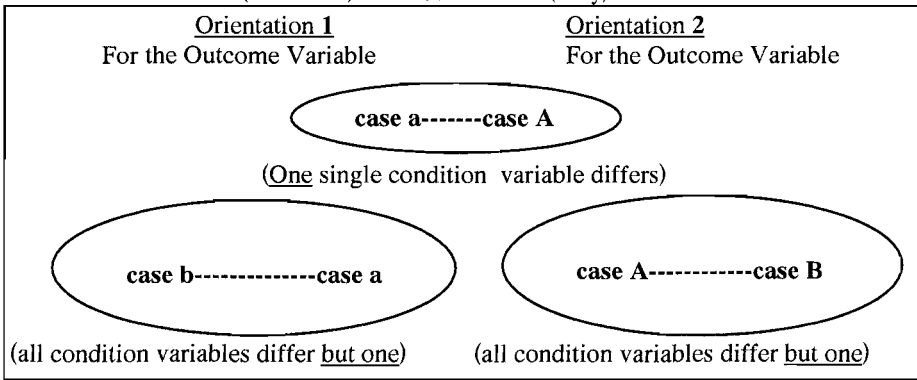 Orientation 1 Orientation 2
For the Outcome Variable For the Outcome Variable
case a-------case A
(One single condition variable differs)
case b--------------case a case A------------case B
(all condition variables differ but one) (all condition variables differ but one)